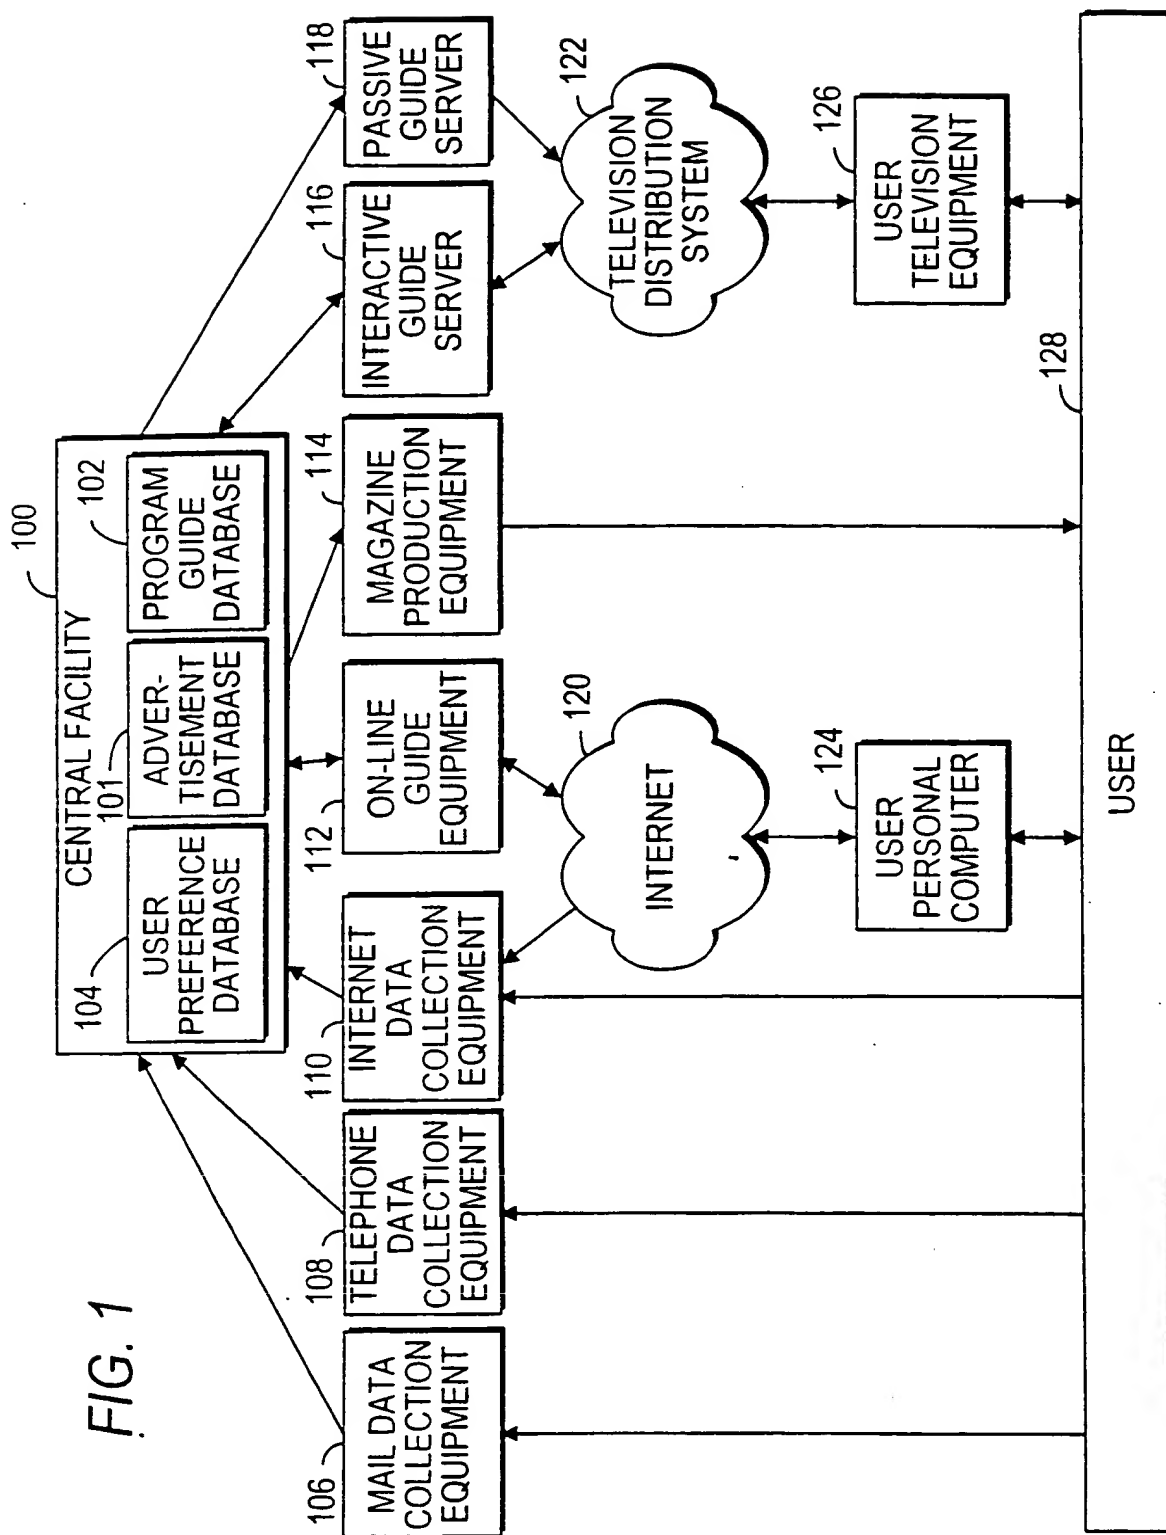 FIG. 1
100
CENTRAL FACILITY
104
USER
PREFERENCE
DATABASE
101
ADVER-
TISEMENT
DATABASE
102
PROGRAM
GUIDE
DATABASE
106
MAIL DATA
COLLECTION
EQUIPMENT
108
TELEPHONE
DATA
COLLECTION
EQUIPMENT
110
INTERNET
DATA
COLLECTION
EQUIPMENT
112
ON-LINE
GUIDE
EQUIPMENT
114
MAGAZINE
PRODUCTION
EQUIPMENT
116
INTERACTIVE
GUIDE
SERVER
118
PASSIVE
GUIDE
SERVER
120
INTERNET
122
TELEVISION
DISTRIBUTION
SYSTEM
124
USER
PERSONAL
COMPUTER
126
USER
TELEVISION
EQUIPMENT
128
USER